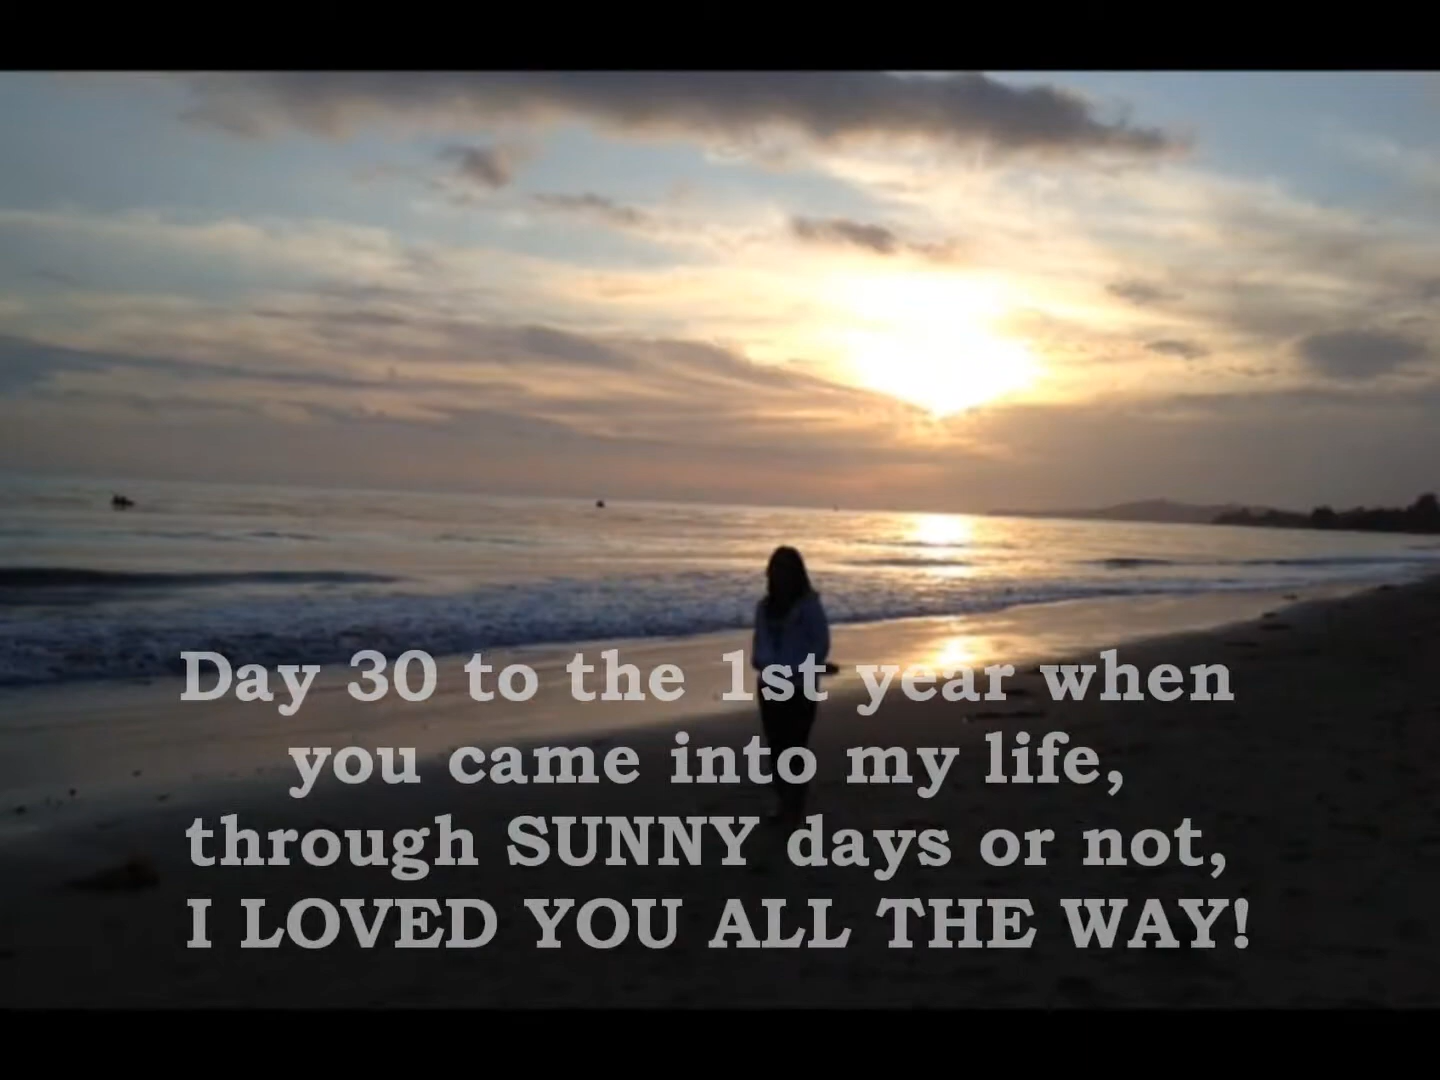 Day 30 to the 1st year when
you came into my life,
through SUNNY days or not,
I LOVED YOU ALL THE WAY!